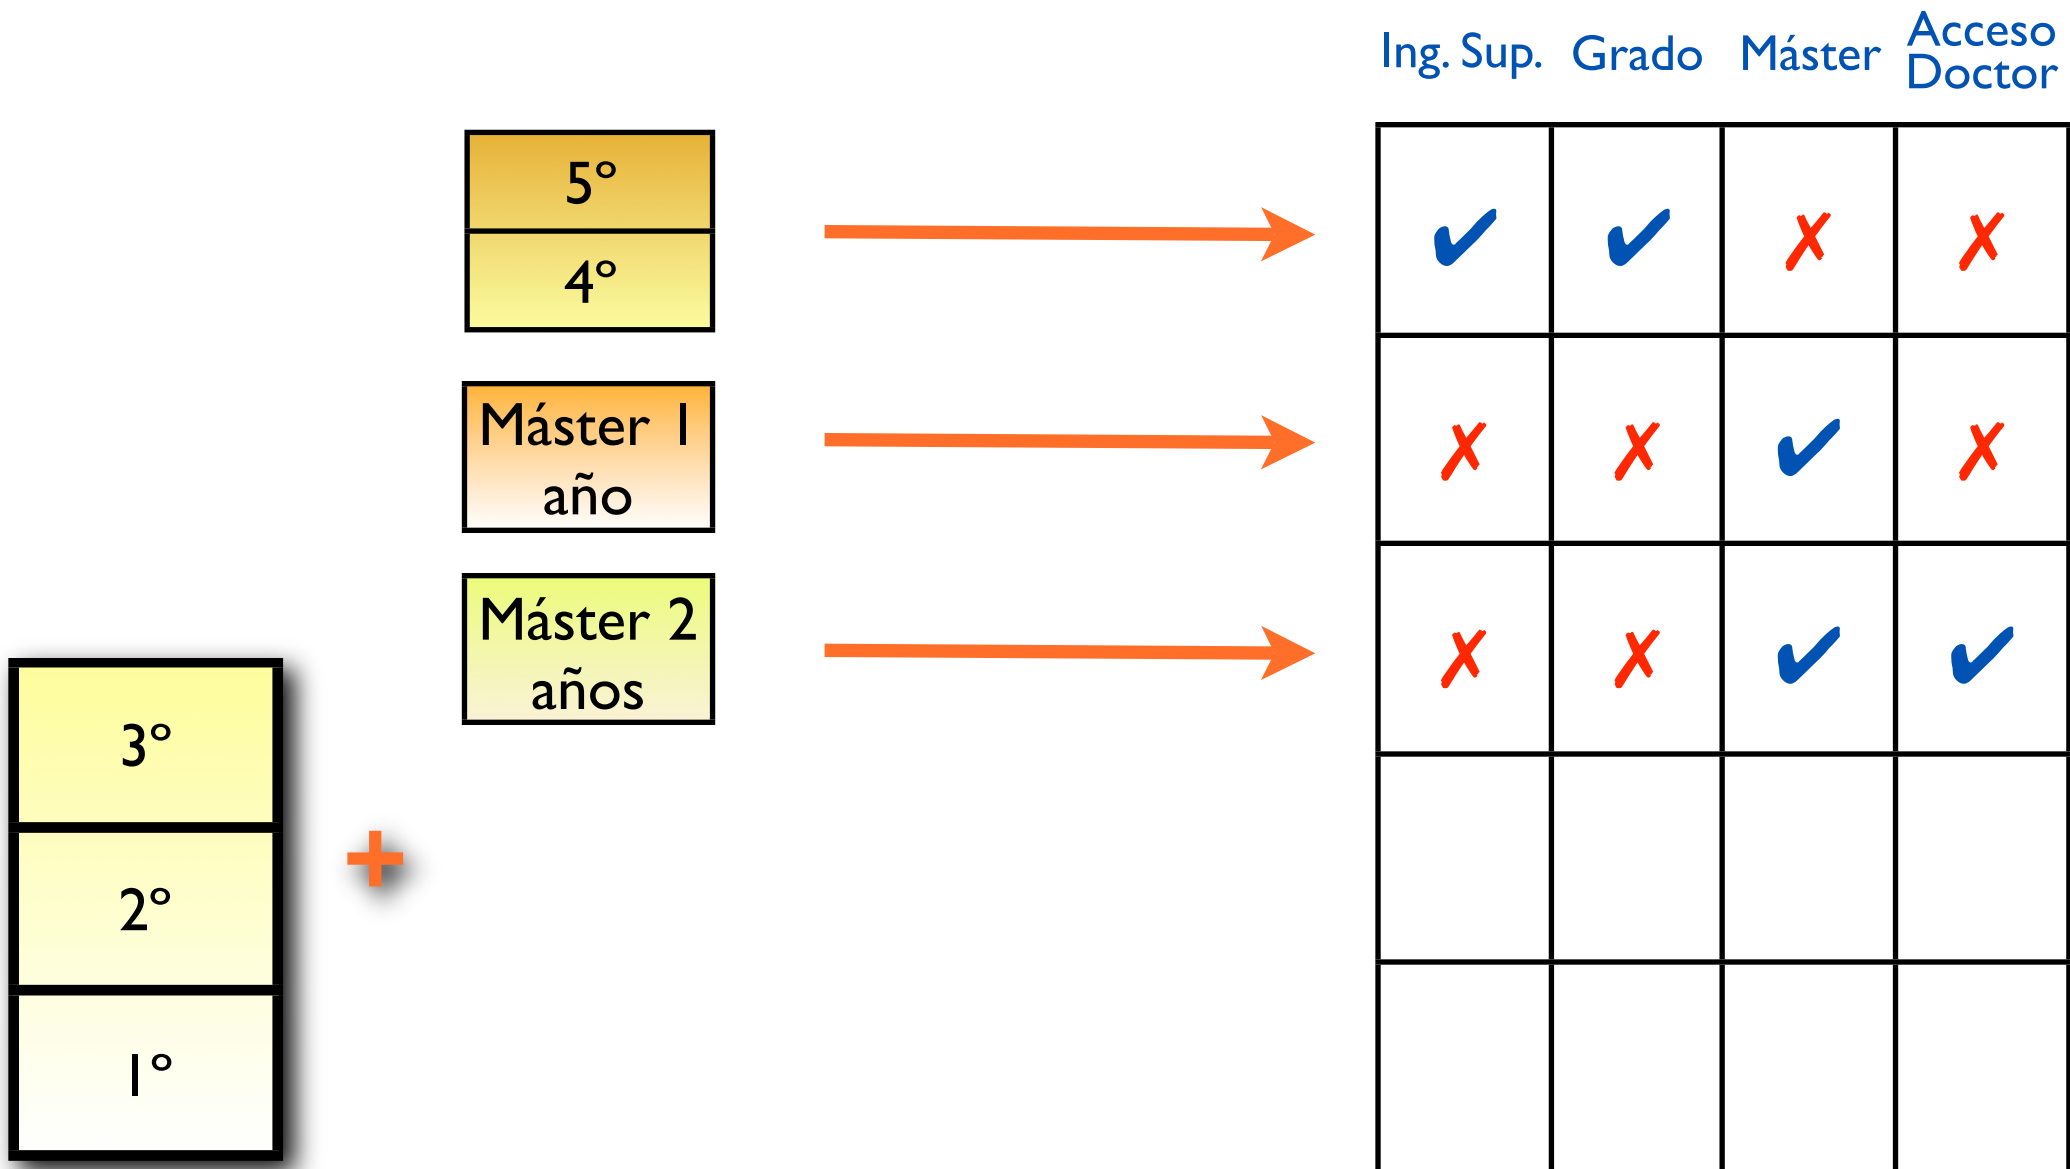 Ing. Sup.
Grado
Máster
Acceso
Doctor
5º
4º
✔ ✔ ✗ ✗
Máster 1
año
✗ ✗ ✔ ✗
Máster 2
años
✗ ✗ ✔ ✔
3º
+
2º
1º